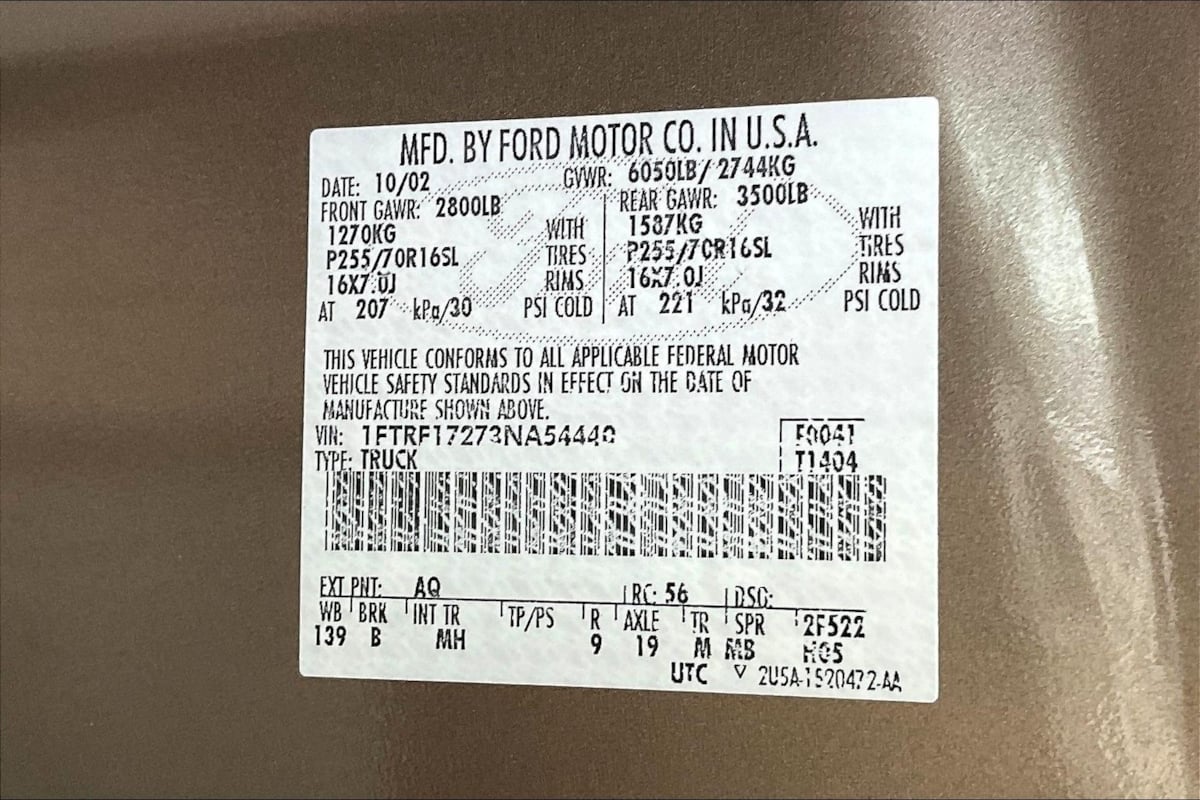 MFD. BY FORD MOTOR CO. IN U.S.A.
DATE: 10/02 GVWR: 6050LB/ 2744KG
FRONT GAWR: 2800LB REAR GAWR: 3500LB
1270KG WITH 1587KG WITH
P255/70R16SL TIRES P255/70R16SL TIRES
16X7.0J RIMS 16X7.0J RIMS
AT 207 kPa/30 PSI COLD AT 221 kPa/32 PSI COLD
THIS VEHICLE CONFORMS TO ALL APPLICABLE FEDERAL MOTOR
VEHICLE SAFETY STANDARDS IN EFFECT ON THE DATE OF
MANUFACTURE SHOWN ABOVE.
VIN: 1FTRF17273NA54440 F0041
TYPE: TRUCK T1404
EXT PNT: AQ RC: 56 DSO:
WB BRK INT TR TP/PS R AXLE TR SPR 2F522
139 B MH 9 19 M MB H05
UTC ▽ 2U5A-1520472-AA